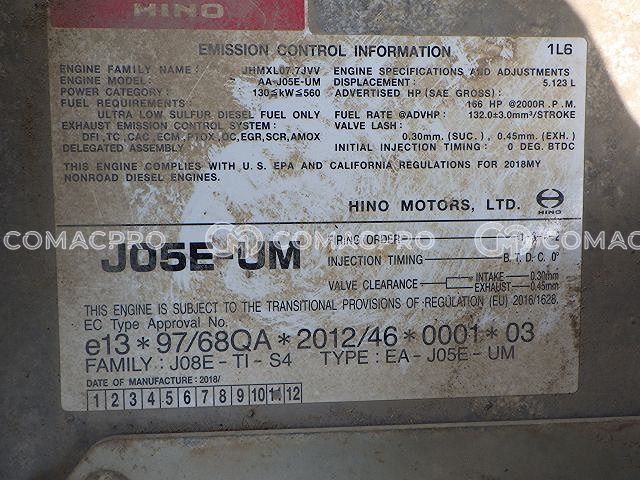 HINO
EMISSION CONTROL INFORMATION 1L6
ENGINE FAMILY NAME : JHMXL07.7JVV
ENGINE MODEL: AA-J05E-UM
POWER CATEGORY: 130≤kW≤560
FUEL REQUIREMENTS:
ULTRA LOW SULFUR DIESEL FUEL ONLY
EXHAUST EMISSION CONTROL SYSTEM :
DFI,TC,CAC,ECM,PTOX,OC,EGR,SCR,AMOX
DELEGATED ASSEMBLY
ENGINE SPECIFICATIONS AND ADJUSTMENTS
DISPLACEMENT: 5.123 L
ADVERTISED HP (SAE GROSS):
166 HP @2000R.P.M.
FUEL RATE @ADVHP : 132.0±3.0mm³/STROKE
VALVE LASH:
0.30mm (SUC.), 0.45mm (EXH.)
INITIAL INJECTION TIMING: 0 DEG. BTDC
THIS ENGINE COMPLIES WITH U.S. EPA AND CALIFORNIA REGULATIONS FOR 2018MY
NONROAD DIESEL ENGINES.
HINO MOTORS, LTD.
HINO
COMACPRO COMACPRO COMACPRO
J05E-UM
FIRING ORDER
INJECTION TIMING B.T.D.C. 0°
VALVE CLEARANCE INTAKE 0.30mm
EXHAUST 0.45mm
THIS ENGINE IS SUBJECT TO THE TRANSITIONAL PROVISIONS OF REGULATION (EU) 2016/1628.
EC Type Approval No.
e13*97/68QA*2012/46*0001*03
FAMILY : J08E-TI-S4 TYPE : EA-J05E-UM
DATE OF MANUFACTURE : 2018/
1 2 3 4 5 6 7 8 9 10 11 12